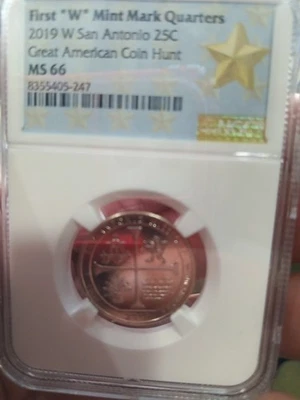 First "W" Mint Mark Quarters
2019 W San Antonio 25C
Great American Coin Hunt
MS 66
8355405-247